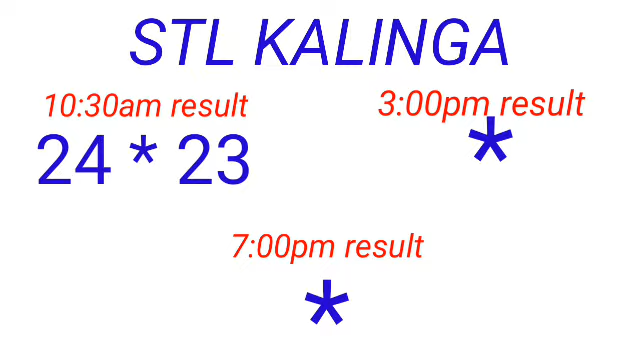 STL KALINGA
10:30am result
24 * 23
3:00pm result
*
7:00pm result
*